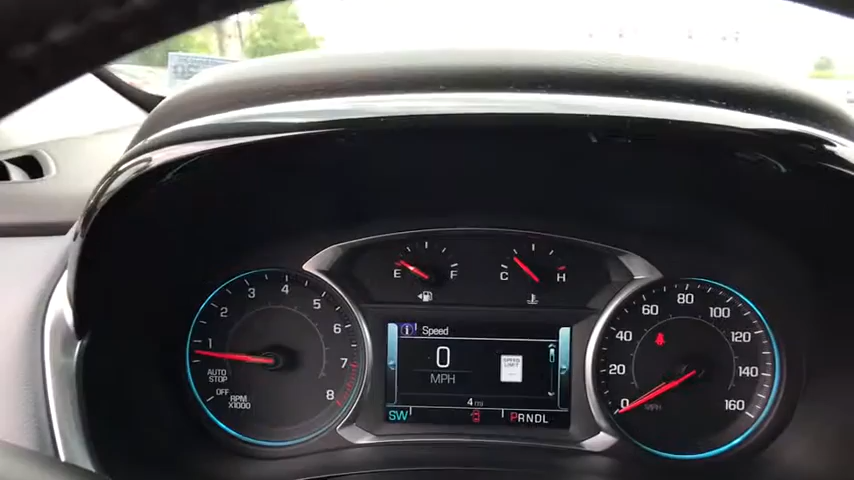 E F
C H
1 2 3 4 5 6 7 8
AUTO
STOP
OFF
RPM
X1000
i Speed
0
MPH
SPEED
LIMIT
4 mi
SW
PRNDL
0 20 40 60 80 100 120 140 160
MPH